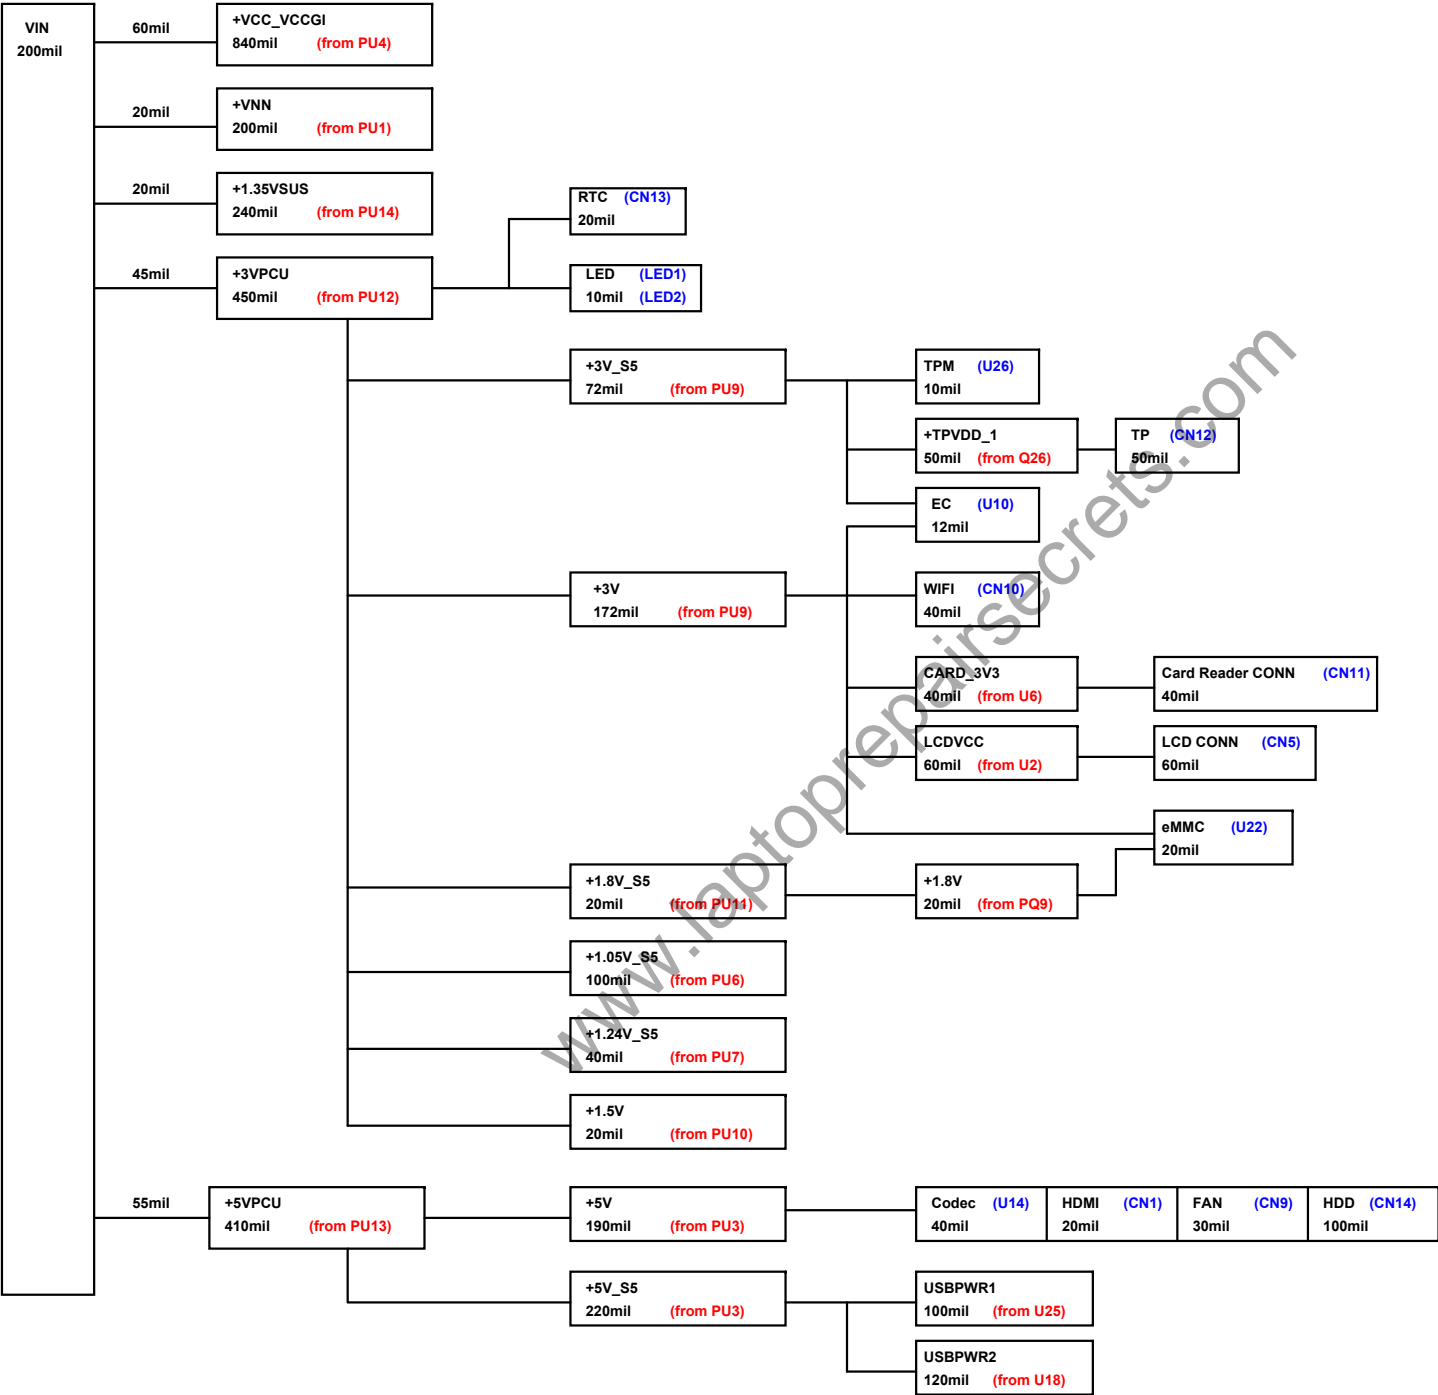 VIN
200mil
60mil
+VCC_VCCGI
840mil (from PU4)
20mil
+VNN
200mil (from PU1)
20mil
+1.35VSUS
240mil (from PU14)
45mil
+3VPCU
450mil (from PU12)
RTC (CN13)
20mil
LED (LED1)
10mil (LED2)
+3V_S5
72mil (from PU9)
TPM (U26)
10mil
+TPVDD_1
50mil (from Q26)
TP (CN12)
50mil
EC (U10)
12mil
+3V
172mil (from PU9)
WIFI (CN10)
40mil
CARD_3V3
40mil (from U6)
Card Reader CONN (CN11)
40mil
LCDVCC
60mil (from U2)
LCD CONN (CN5)
60mil
eMMC (U22)
20mil
+1.8V_S5
20mil (from PU11)
+1.8V
20mil (from PQ9)
+1.05V_S5
100mil (from PU6)
+1.24V_S5
40mil (from PU7)
+1.5V
20mil (from PU10)
55mil
+5VPCU
410mil (from PU13)
+5V
190mil (from PU3)
Codec (U14)
40mil
HDMI (CN1)
20mil
FAN (CN9)
30mil
HDD (CN14)
100mil
+5V_S5
220mil (from PU3)
USBPWR1
100mil (from U25)
USBPWR2
120mil (from U18)
www.laptoprepairsecrets.com